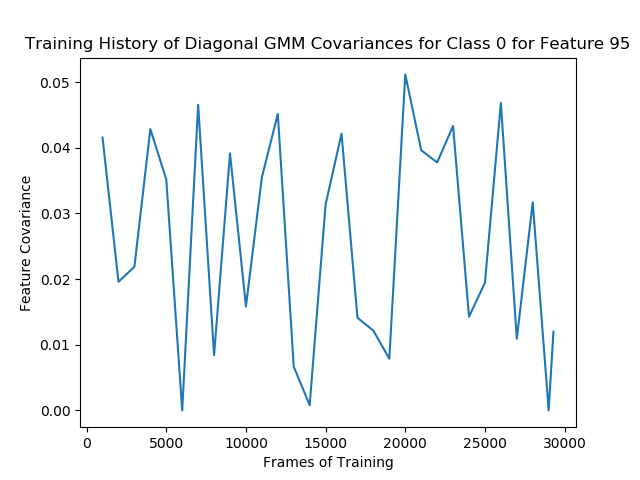 Training History of Diagonal GMM Covariances for Class 0 for Feature 95
0.05
0.04
0.03
0.02
0.01
0.00
Feature Covariance
0 5000 10000 15000 20000 25000 30000
Frames of Training